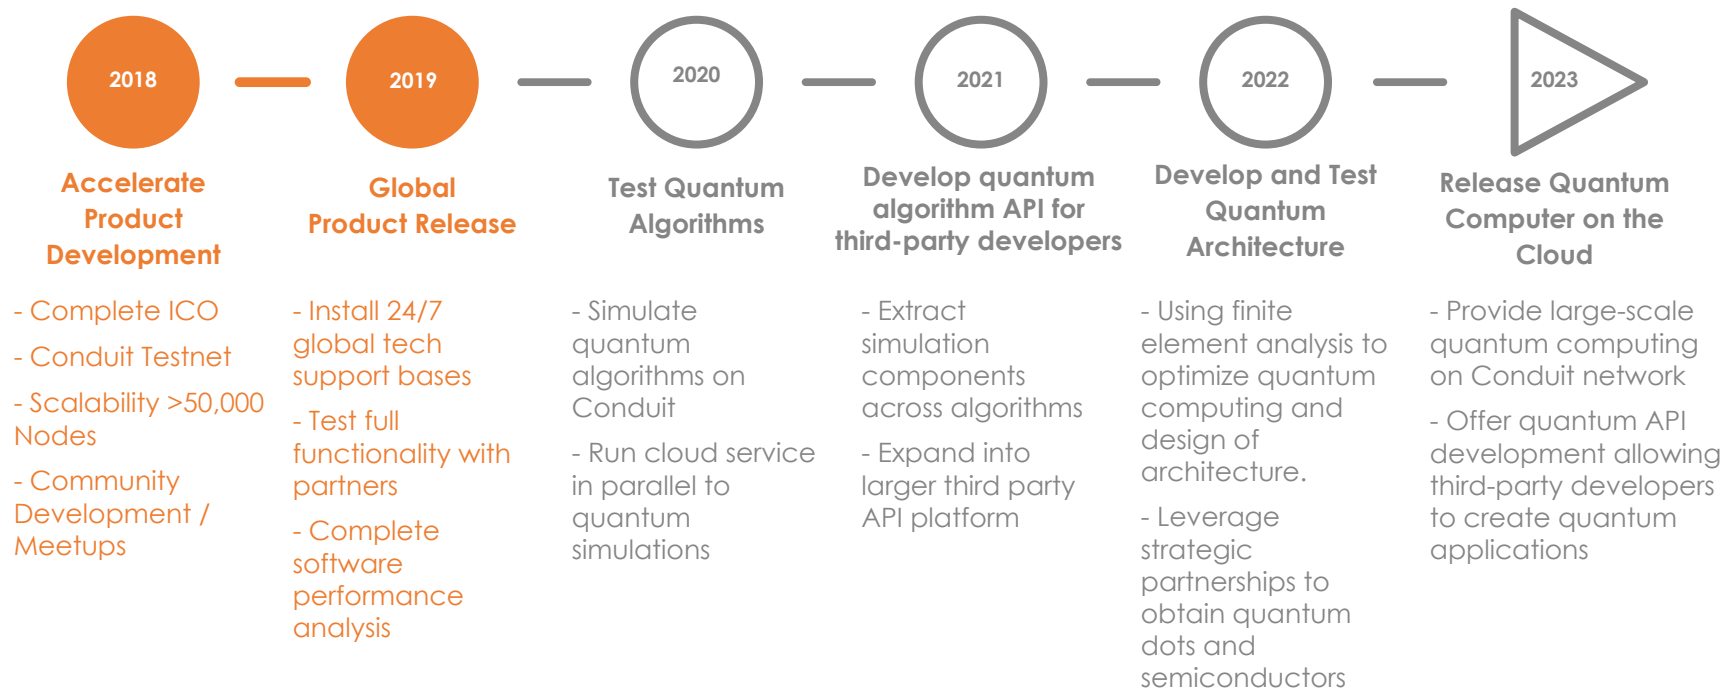 2018
2019
2020
2021
2022
2023
Accelerate
Product
Development
Global
Product Release
Test Quantum
Algorithms
Develop quantum
algorithm API for
third-party developers
Develop and Test
Quantum
Architecture
Release Quantum
Computer on the
Cloud
- Complete ICO
- Conduit Testnet
- Scalability >50,000
Nodes
- Community
Development /
Meetups
- Install 24/7
global tech
support bases
- Test full
functionality with
partners
- Complete
software
performance
analysis
- Simulate
quantum
algorithms on
Conduit
- Run cloud service
in parallel to
quantum
simulations
- Extract
simulation
components
across algorithms
- Expand into
larger third party
API platform
- Using finite
element analysis to
optimize quantum
computing and
design of
architecture.
- Leverage
strategic
partnerships to
obtain quantum
dots and
semiconductors
- Provide large-scale
quantum computing
on Conduit network
- Offer quantum API
development allowing
third-party developers
to create quantum
applications